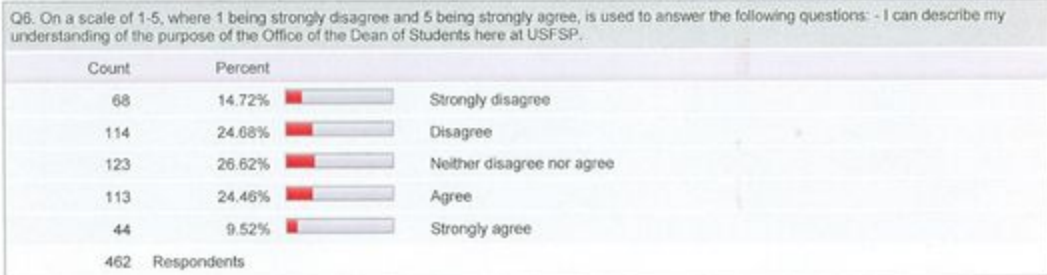 Q6. On a scale of 1-5, where 1 being strongly disagree and 5 being strongly agree, is used to answer the following questions: - I can describe my
understanding of the purpose of the Office of the Dean of Students here at USFSP.
Count Percent
68 14.72% Strongly disagree
114 24.68% Disagree
123 26.62% Neither disagree nor agree
113 24.46% Agree
44 9.52% Strongly agree
462 Respondents